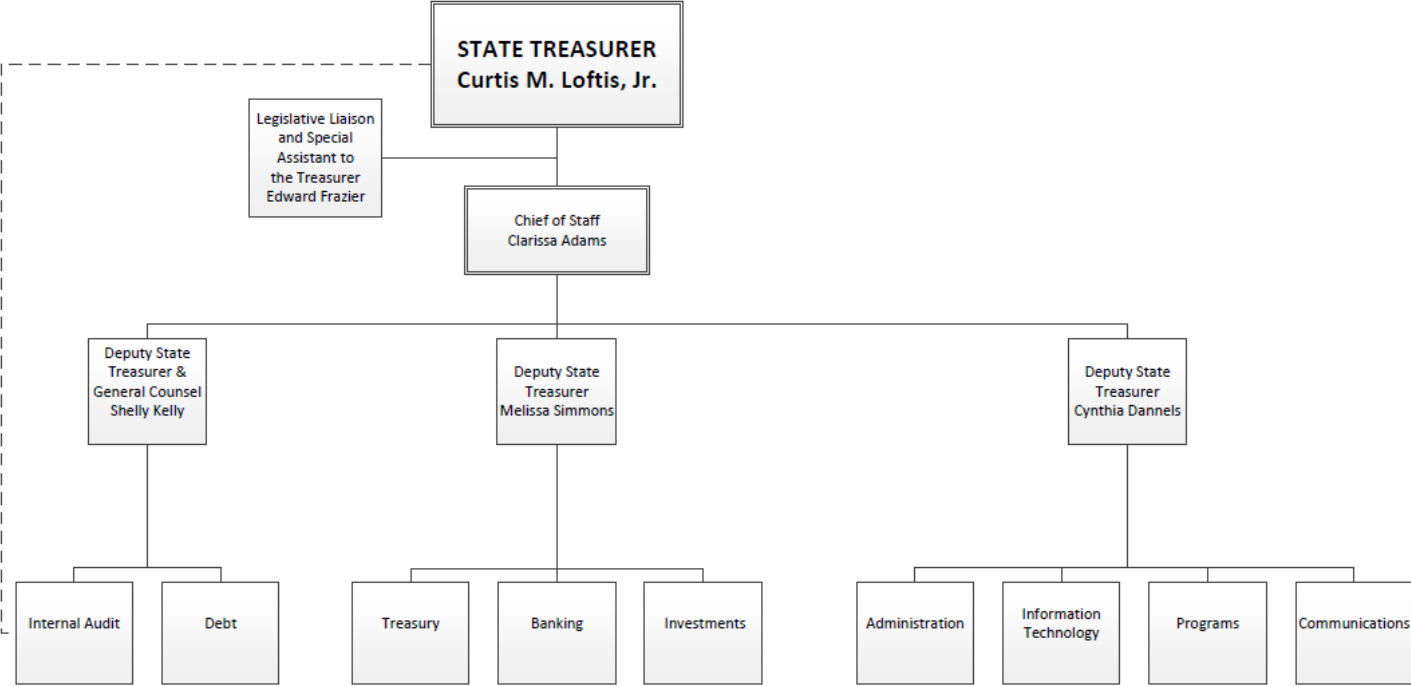 STATE TREASURER
Curtis M. Loftis, Jr.
Legislative Liaison
and Special
Assistant to
the Treasurer
Edward Frazier
Chief of Staff
Clarissa Adams
Deputy State
Treasurer &
General Counsel
Shelly Kelly
Deputy State
Treasurer
Melissa Simmons
Deputy State
Treasurer
Cynthia Dannels
Internal Audit
Debt
Treasury
Banking
Investments
Administration
Information
Technology
Programs
Communications